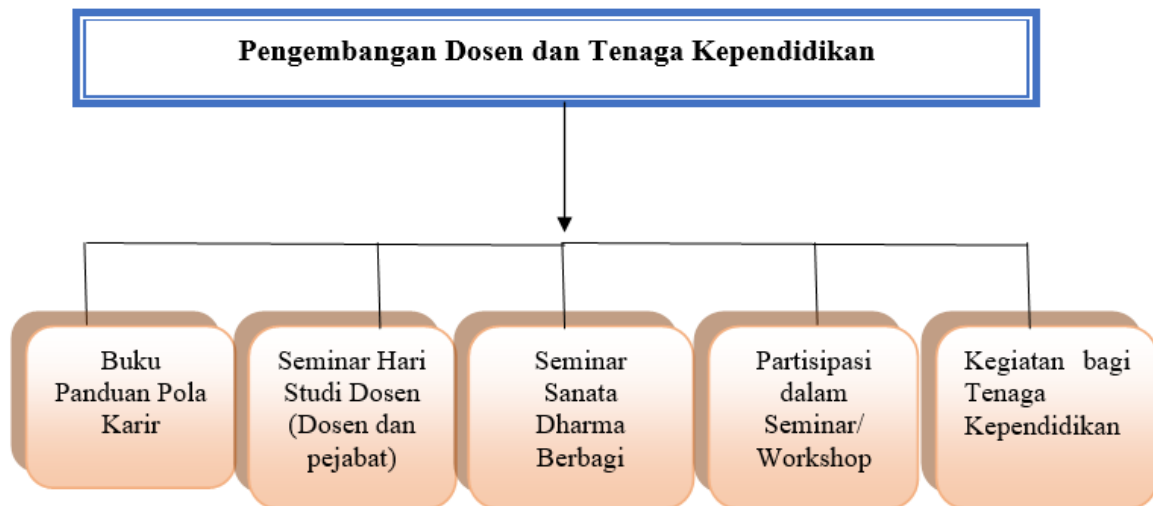 Pengembangan Dosen dan Tenaga Kependidikan
Buku
Panduan Pola
Karir
Seminar Hari
Studi Dosen
(Dosen dan
pejabat)
Seminar
Sanata
Dharma
Berbagi
Partisipasi
dalam
Seminar/
Workshop
Kegiatan bagi
Tenaga
Kependidikan